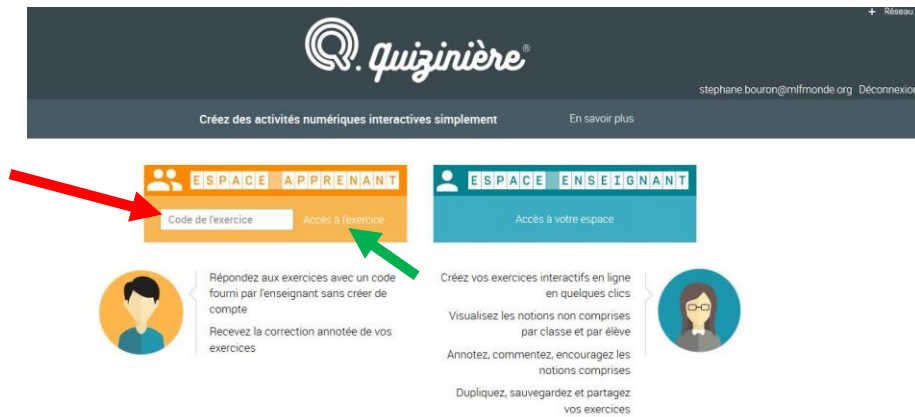 + Réseau
Q. quizinière®
stephane.bouron@mlfmonde.org Déconnexion
Créez des activités numériques interactives simplement
En savoir plus
ESPACE APPRENANT
Code de l'exercice
Accès à l'exercice
ESPACE ENSEIGNANT
Accès à votre espace
Répondez aux exercices avec un code
fourni par l'enseignant sans créer de
compte
Recevez la correction annotée de vos
exercices
Créez vos exercices interactifs en ligne
en quelques clics
Visualisez les notions non comprises
par classe et par élève
Annotez, commentez, encouragez les
notions comprises
Dupliquez, sauvegardez et partagez
vos exercices